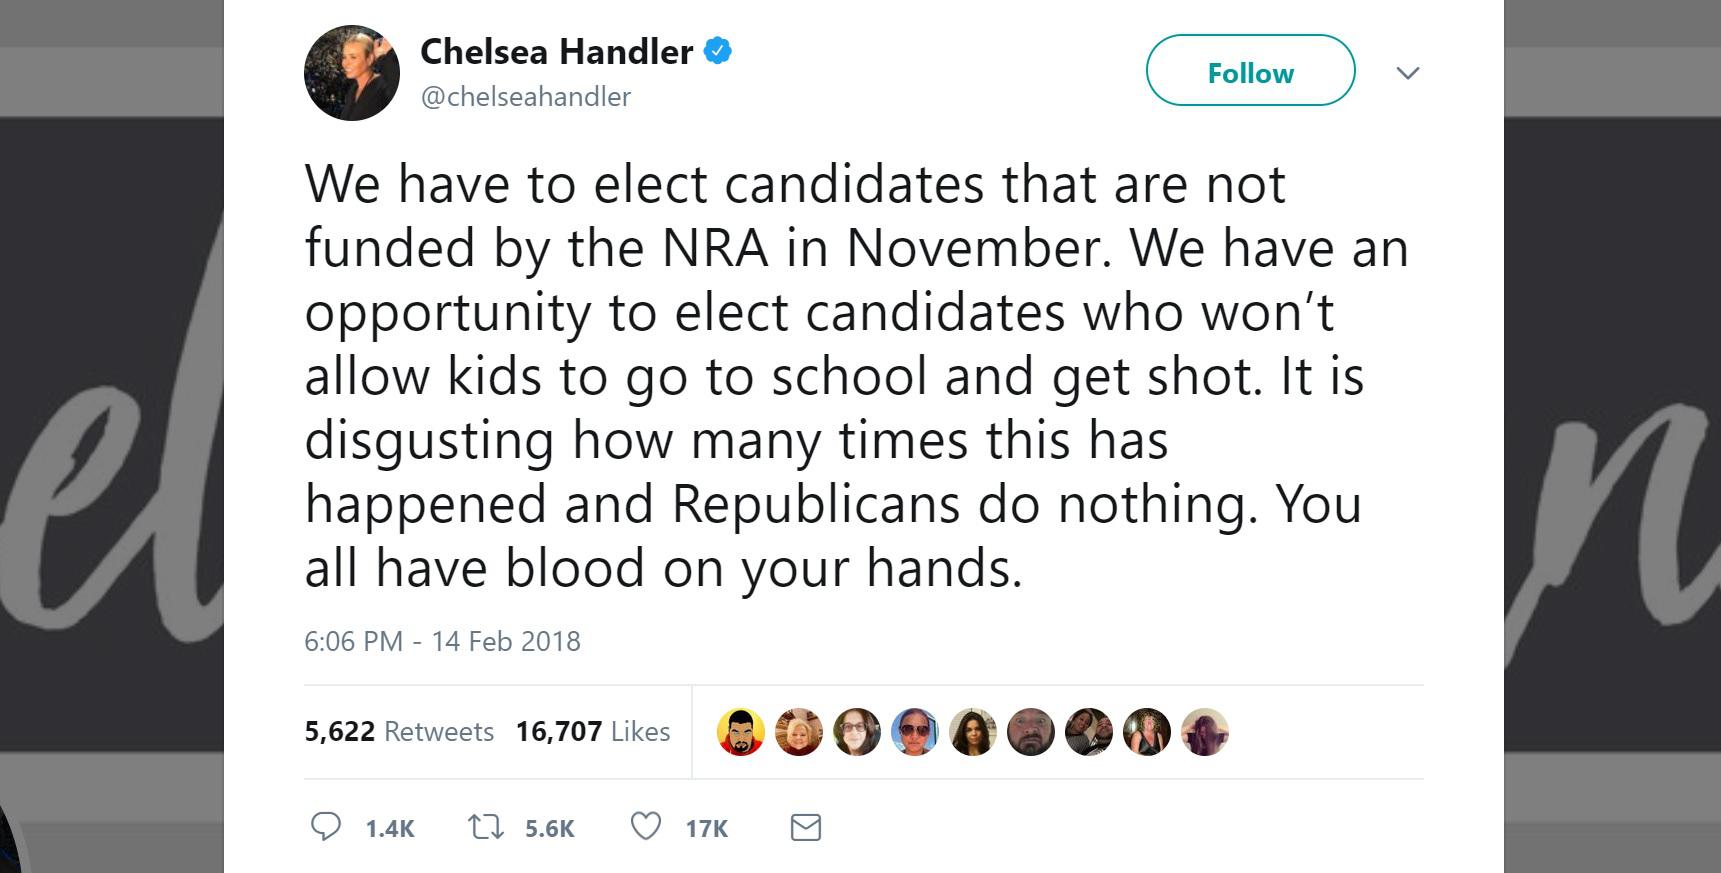 Chelsea Handler
@chelseahandler
Follow
We have to elect candidates that are not
funded by the NRA in November. We have an
opportunity to elect candidates who won’t
allow kids to go to school and get shot. It is
disgusting how many times this has
happened and Republicans do nothing. You
all have blood on your hands.
6:06 PM - 14 Feb 2018
5,622 Retweets 16,707 Likes
1.4K 5.6K 17K
el
n